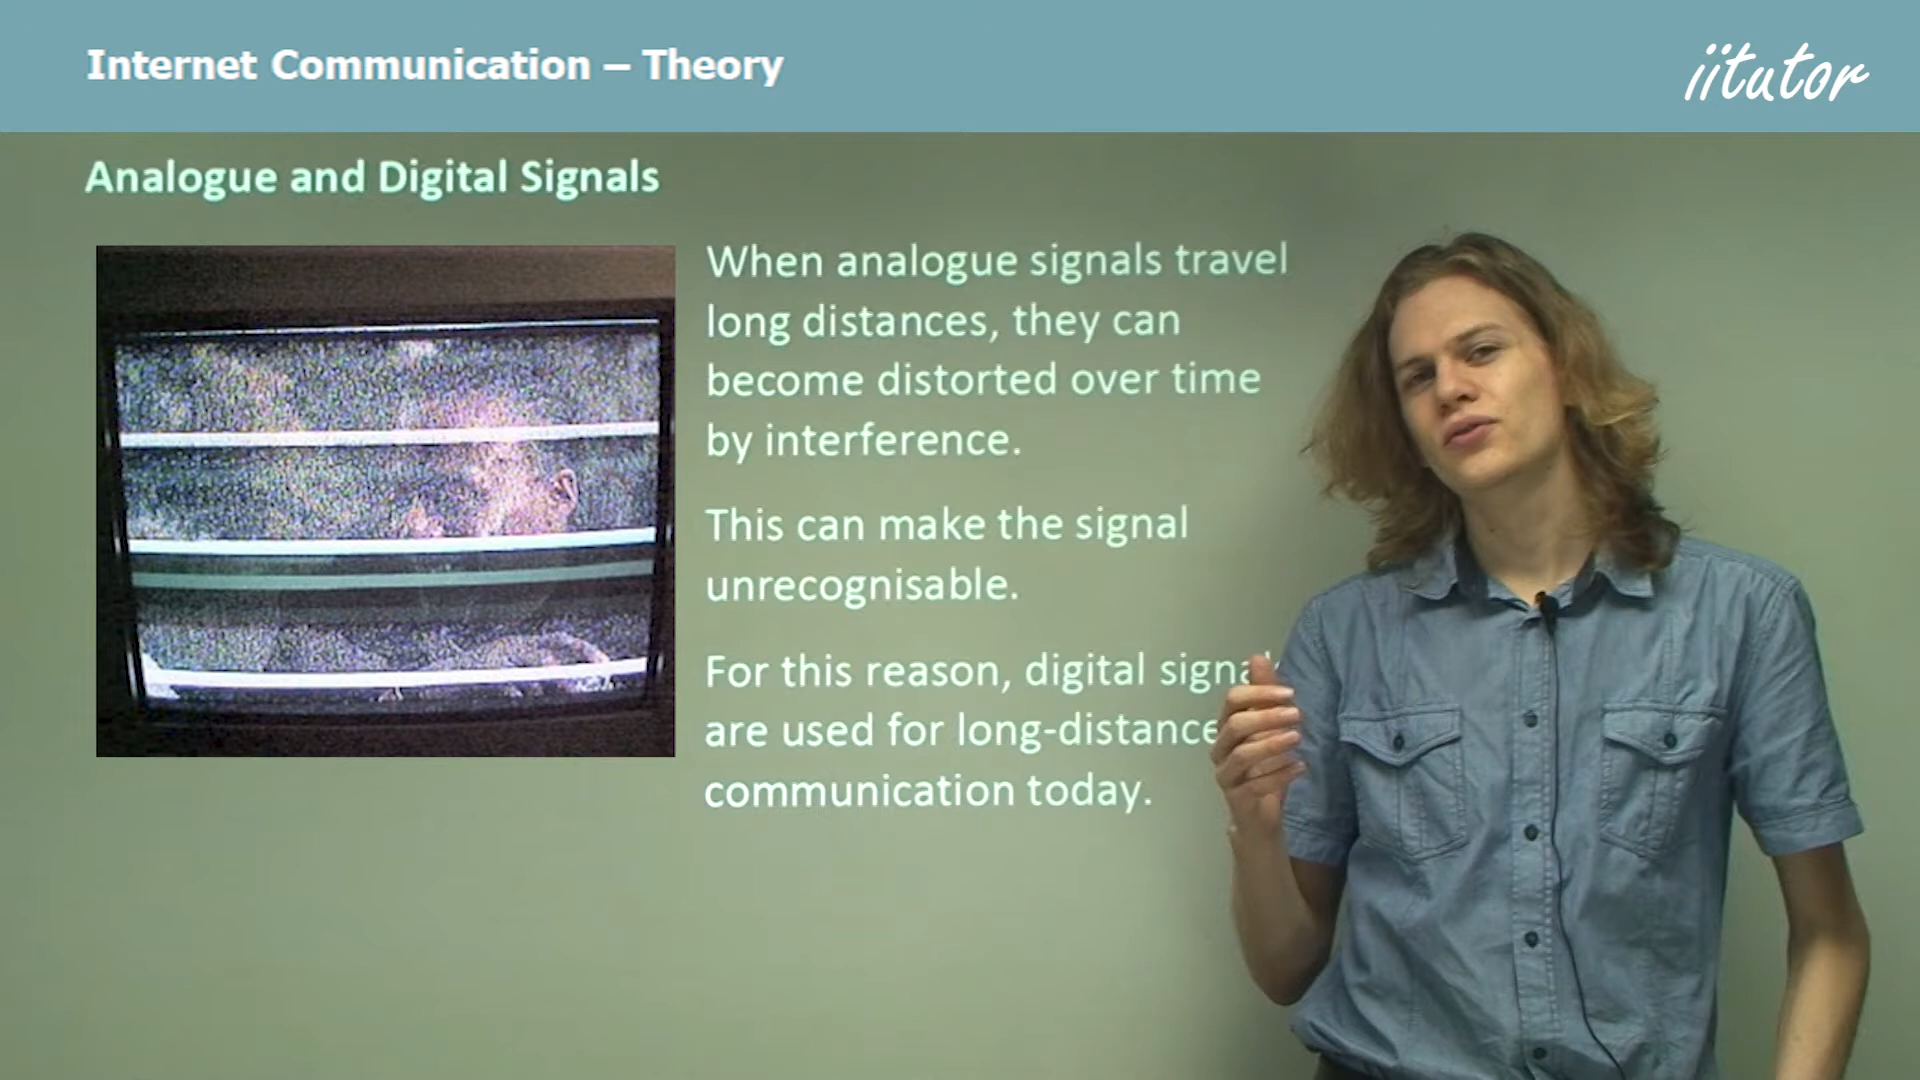 Internet Communication – Theory
iitutor
Analogue and Digital Signals
When analogue signals travel
long distances, they can
become distorted over time
by interference.
This can make the signal
unrecognisable.
For this reason, digital
are used for long-distance
communication today.